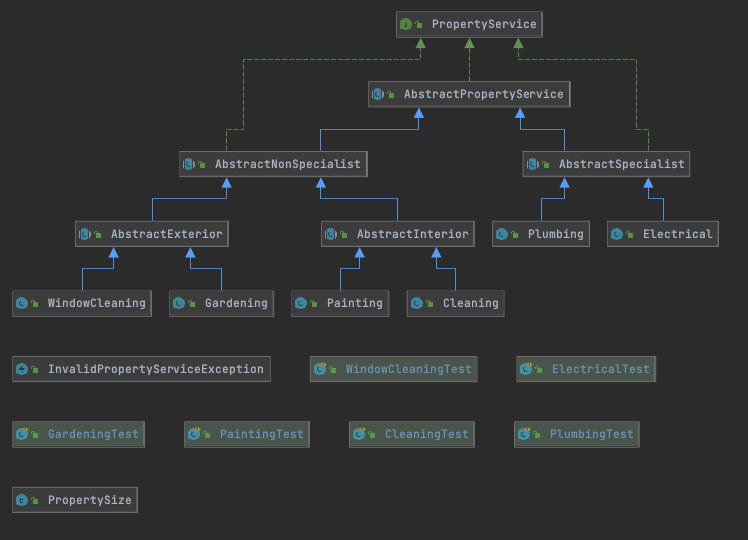 PropertyService
AbstractPropertyService
AbstractNonSpecialist AbstractSpecialist
AbstractExterior AbstractInterior Plumbing Electrical
WindowCleaning Gardening Painting Cleaning
InvalidPropertyServiceException WindowCleaningTest ElectricalTest
GardeningTest PaintingTest CleaningTest PlumbingTest
PropertySize